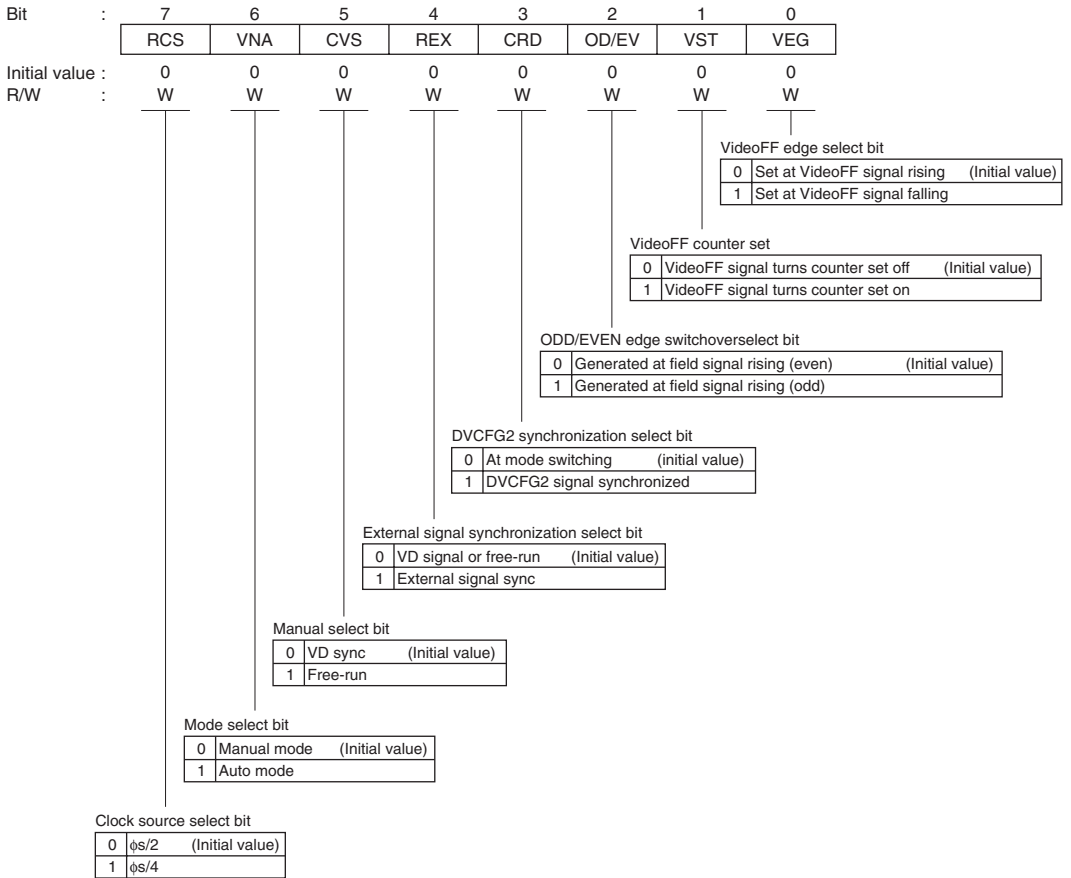 Bit : 7 6 5 4 3 2 1 0
RCS VNA CVS REX CRD OD/EV VST VEG
Initial value : 0 0 0 0 0 0 0 0
R/W : W W W W W W W W
VideoFF edge select bit
0 Set at VideoFF signal rising (Initial value)
1 Set at VideoFF signal falling
VideoFF counter set
0 VideoFF signal turns counter set off (Initial value)
1 VideoFF signal turns counter set on
ODD/EVEN edge switchoverselect bit
0 Generated at field signal rising (even) (Initial value)
1 Generated at field signal rising (odd)
DVCFG2 synchronization select bit
0 At mode switching (initial value)
1 DVCFG2 signal synchronized
External signal synchronization select bit
0 VD signal or free-run (Initial value)
1 External signal sync
Manual select bit
0 VD sync (Initial value)
1 Free-run
Mode select bit
0 Manual mode (Initial value)
1 Auto mode
Clock source select bit
0 φs/2 (Initial value)
1 φs/4